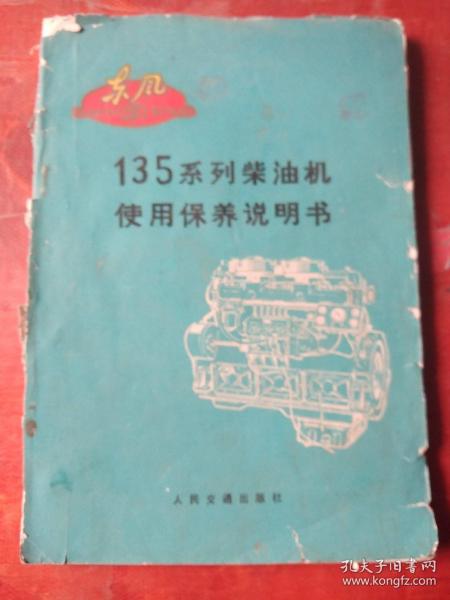 东风
135系列柴油机
使用保养说明书
人民交通出版社
孔夫子旧书网
www.kongfz.com